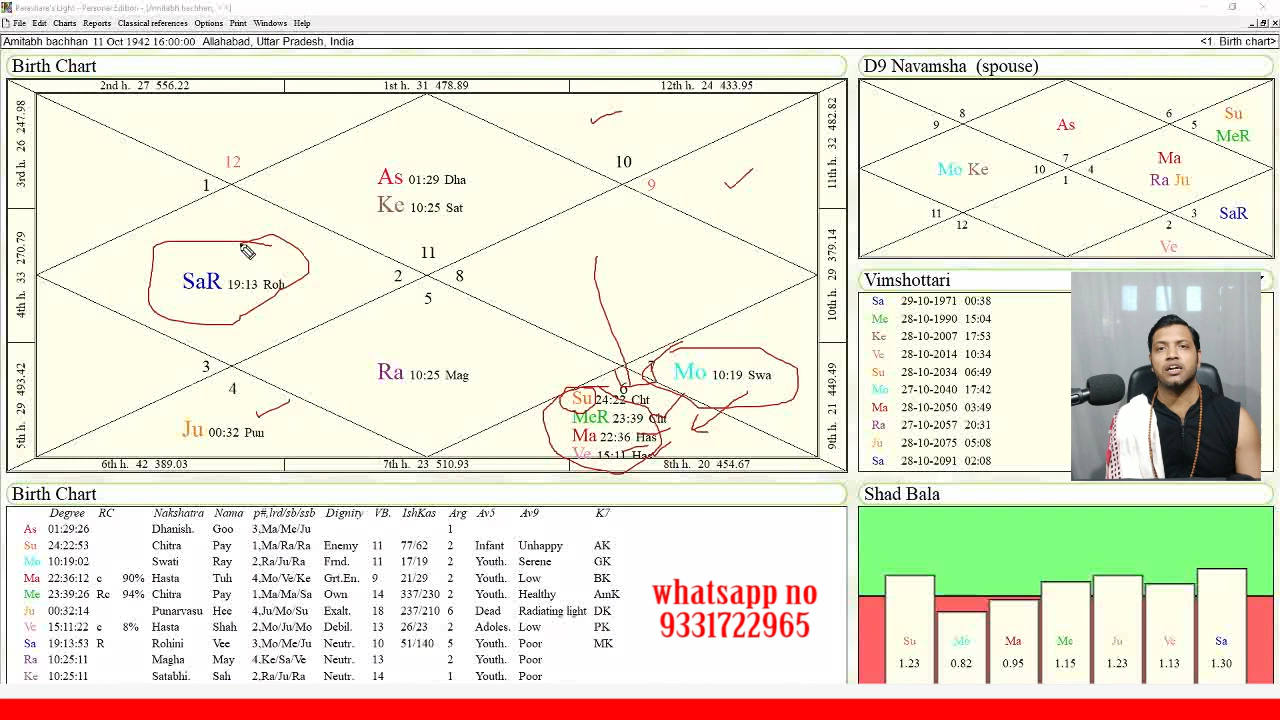 Parashara's Light - Personal Edition - [Amitabh bachhan,
File Edit Charts Reports Classical references Options Print Windows Help
Amitabh bachhan 11 Oct 1942 16:00:00 Allahabad, Uttar Pradesh, India
<1. Birth chart>
Birth Chart
2nd h. 27 556.22 1st h. 31 478.89 12th h. 24 433.95
3rd h. 26 247.98
4th h. 33 270.79
5th h. 29 493.42
11th h. 32 482.82
10th h. 29 379.14
9th h. 21 449.49
12
1
10
9
As 01:29 Dha
Ke 10:25 Sat
11
2 8
5
SaR 19:13 Roh
3
4
Ju 00:32 Pun
Ra 10:25 Mag
6
Mo 10:19 Swa
Su 24:22 Cht
MeR 23:39 Cht
Ma 22:36 Has
Ve 15:11 Has
6th h. 42 389.03 7th h. 23 510.93 8th h. 20 454.67
D9 Navamsha (spouse)
8
9
As
6
5
Su
MeR
Mo Ke
10 7 4
1
Ma
Ra Ju
11
12
3
2
SaR
Ve
Vimshottari
Sa 29-10-1971 00:38
Me 28-10-1990 15:04
Ke 28-10-2007 17:53
Ve 28-10-2014 10:34
Su 28-10-2034 06:49
Mo 27-10-2040 17:42
Ma 28-10-2050 03:49
Ra 27-10-2057 20:31
Ju 28-10-2075 05:08
Sa 28-10-2091 02:08
Birth Chart
Degree RC Nakshatra Nama p#,lrd/sb/ssb Dignity VB. IshKas Arg Av5 Av9 K7
As 01:29:26 Dhanish. Goo 3,Ma/Me/Ju 1
Su 24:22:53 Chitra Pay 1,Ma/Ra/Ra Enemy 11 77/62 2 Infant Unhappy AK
Mo 10:19:02 Swati Ray 2,Ra/Ju/Ra Frnd. 11 17/19 2 Youth. Serene GK
Ma 22:36:12 c 90% Hasta Tuh 4,Mo/Ve/Ke Grt.En. 9 21/29 2 Youth. Low BK
Me 23:39:26 Rc 94% Chitra Pay 1,Ma/Ma/Sa Own 14 337/230 2 Youth. Healthy AmK
Ju 00:32:14 Punarvasu Hee 4,Ju/Mo/Su Exalt. 18 237/210 6 Dead Radiating light DK
Ve 15:11:22 c 8% Hasta Shah 2,Mo/Ju/Mo Debil. 13 26/23 2 Adoles. Low PK
Sa 19:13:53 R Rohini Vee 3,Mo/Me/Ju Neutr. 10 51/140 5 Youth. Poor MK
Ra 10:25:11 Magha May 4,Ke/Sa/Ve Neutr. 13 2 Youth. Poor
Ke 10:25:11 Satabhi. Sah 2,Ra/Ju/Ra Neutr. 14 1 Youth. Poor
whatsapp no
9331722965
Shad Bala
Su Mo Ma Me Ju Ve Sa
1.23 0.82 0.95 1.15 1.23 1.13 1.30